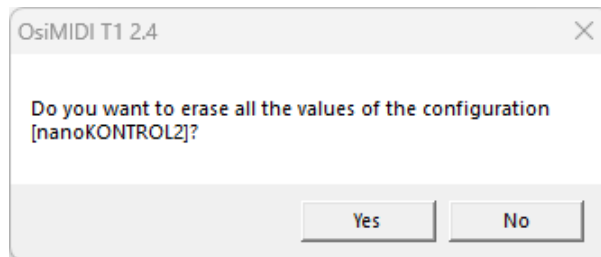 OsiMIDI T1 2.4
Do you want to erase all the values of the configuration
[nanoKONTROL2]?
Yes
No